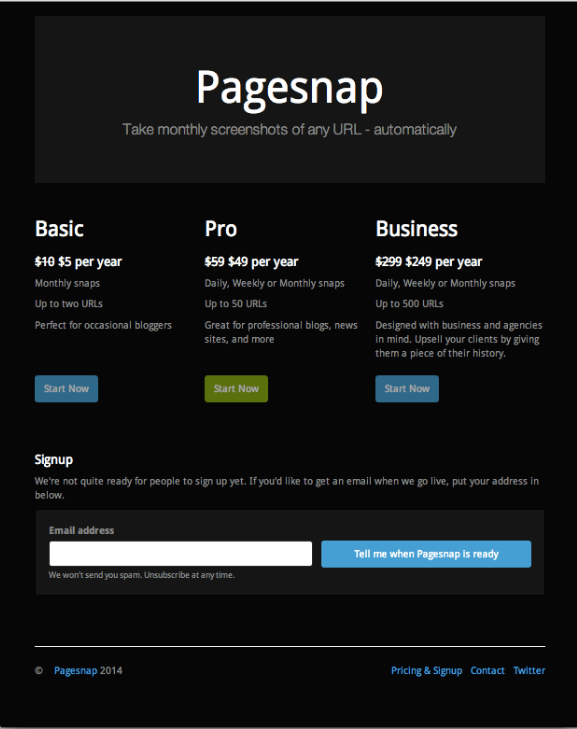 Pagesnap
Take monthly screenshots of any URL - automatically
Basic
$10 $5 per year
Monthly snaps
Up to two URLs
Perfect for occasional bloggers
Start Now
Pro
$59 $49 per year
Daily, Weekly or Monthly snaps
Up to 50 URLs
Great for professional blogs, news
sites, and more
Start Now
Business
$299 $249 per year
Daily, Weekly or Monthly snaps
Up to 500 URLs
Designed with business and agencies
in mind. Upsell your clients by giving
them a piece of their history.
Start Now
Signup
We're not quite ready for people to sign up yet. If you'd like to get an email when we go live, put your address in
below.
Email address
Tell me when Pagesnap is ready
We won't send you spam. Unsubscribe at any time.
© Pagesnap 2014
Pricing & Signup Contact Twitter